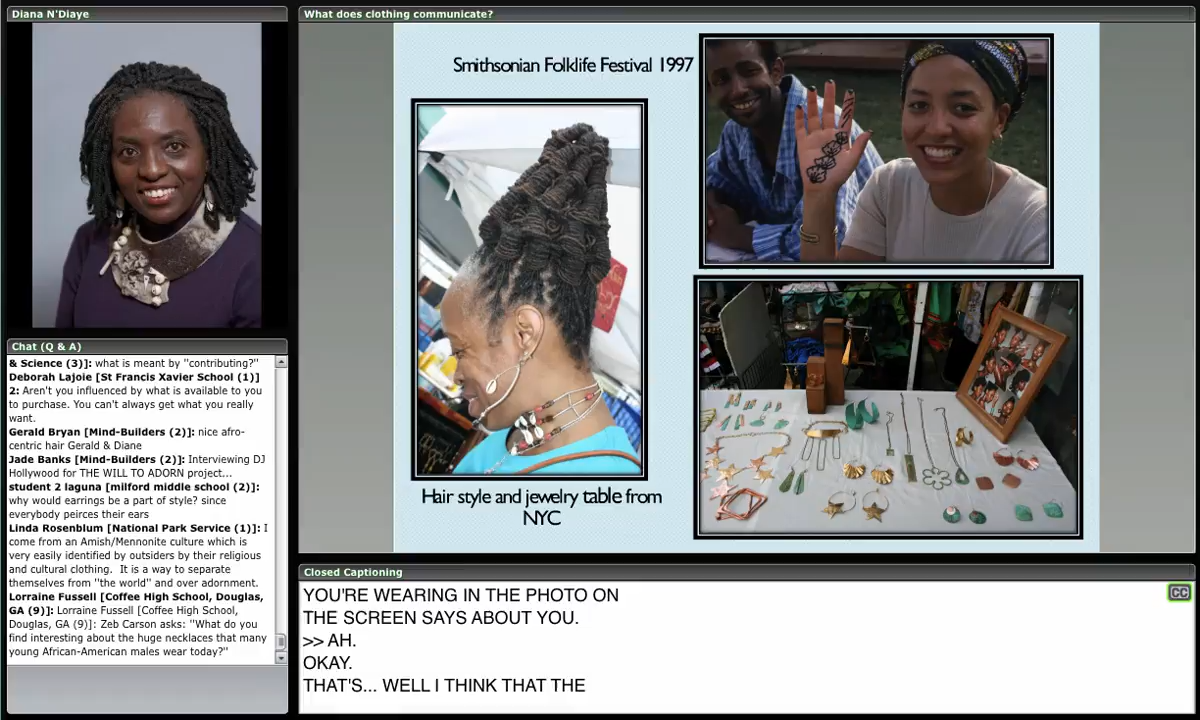 Diana N'Diaye
What does clothing communicate?
Smithsonian Folklife Festival 1997
Hair style and jewelry table from
NYC
Chat (Q & A)
& Science (3)]: what is meant by "contributing?"
Deborah Lajoie [St Francis Xavier School (1)]
2: Aren't you influenced by what is available to you
to purchase. You can't always get what you really
want.
Gerald Bryan [Mind-Builders (2)]: nice afro-
centric hair Gerald & Diane
Jade Banks [Mind-Builders (2)]: Interviewing DJ
Hollywood for THE WILL TO ADORN project...
student 2 laguna [milford middle school (2)]:
why would earrings be a part of style? since
everybody peirces their ears
Linda Rosenblum [National Park Service (1)]: I
come from an Amish/Mennonite culture which is
very easily identified by outsiders by their religious
and cultural clothing.  It is a way to separate
themselves from "the world" and over adornment.
Lorraine Fussell [Coffee High School, Douglas,
GA (9)]: Lorraine Fussell [Coffee High School,
Douglas, GA (9)]: Zeb Carson asks: "What do you
find interesting about the huge necklaces that many
young African-American males wear today?"
Closed Captioning
CC
YOU'RE WEARING IN THE PHOTO ON
THE SCREEN SAYS ABOUT YOU.
>> AH.
OKAY.
THAT'S... WELL I THINK THAT THE